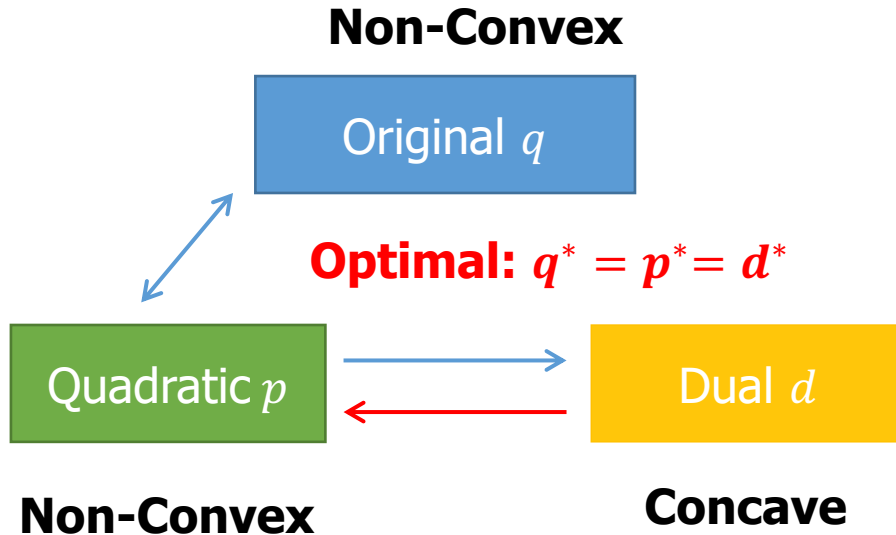 Non-Convex
Original q
Optimal: q* = p* = d*
Quadratic p
Dual d
Non-Convex
Concave